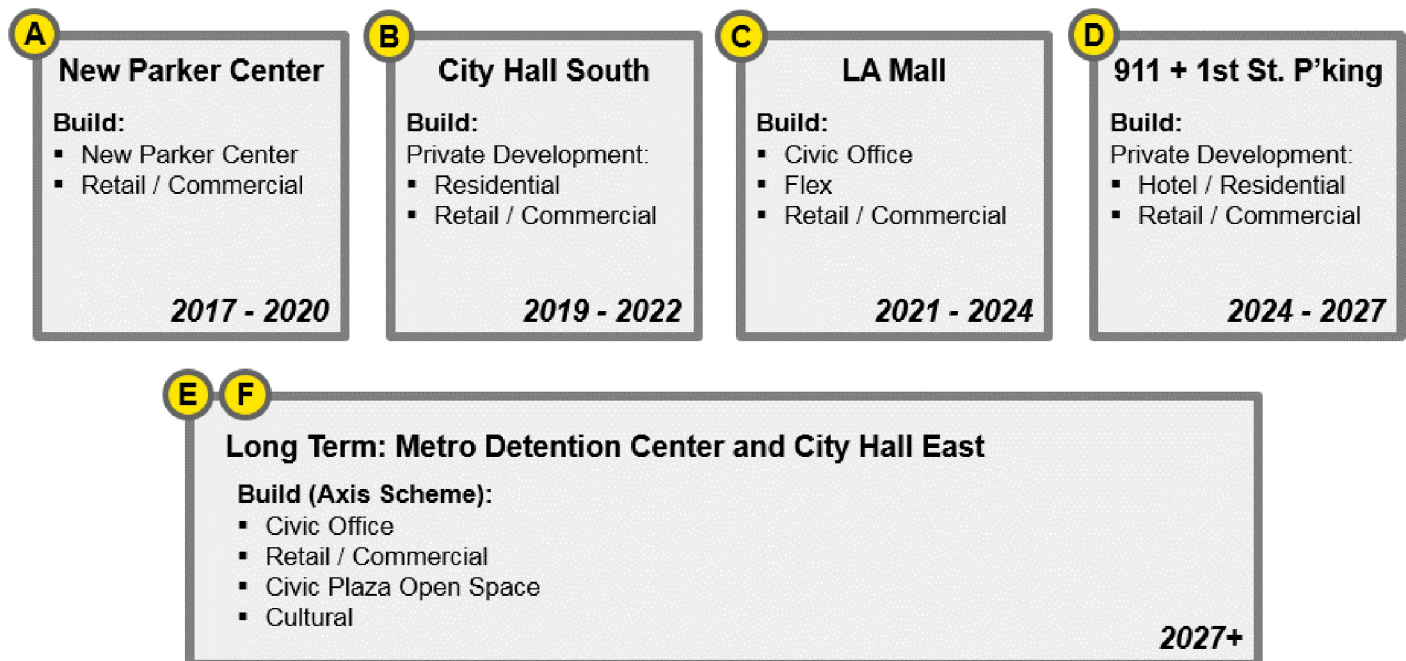 A
New Parker Center
Build:
▪ New Parker Center
▪ Retail / Commercial
2017 - 2020
B
City Hall South
Build:
Private Development:
▪ Residential
▪ Retail / Commercial
2019 - 2022
C
LA Mall
Build:
▪ Civic Office
▪ Flex
▪ Retail / Commercial
2021 - 2024
D
911 + 1st St. P’king
Build:
Private Development:
▪ Hotel / Residential
▪ Retail / Commercial
2024 - 2027
E F
Long Term: Metro Detention Center and City Hall East
Build (Axis Scheme):
▪ Civic Office
▪ Retail / Commercial
▪ Civic Plaza Open Space
▪ Cultural
2027+